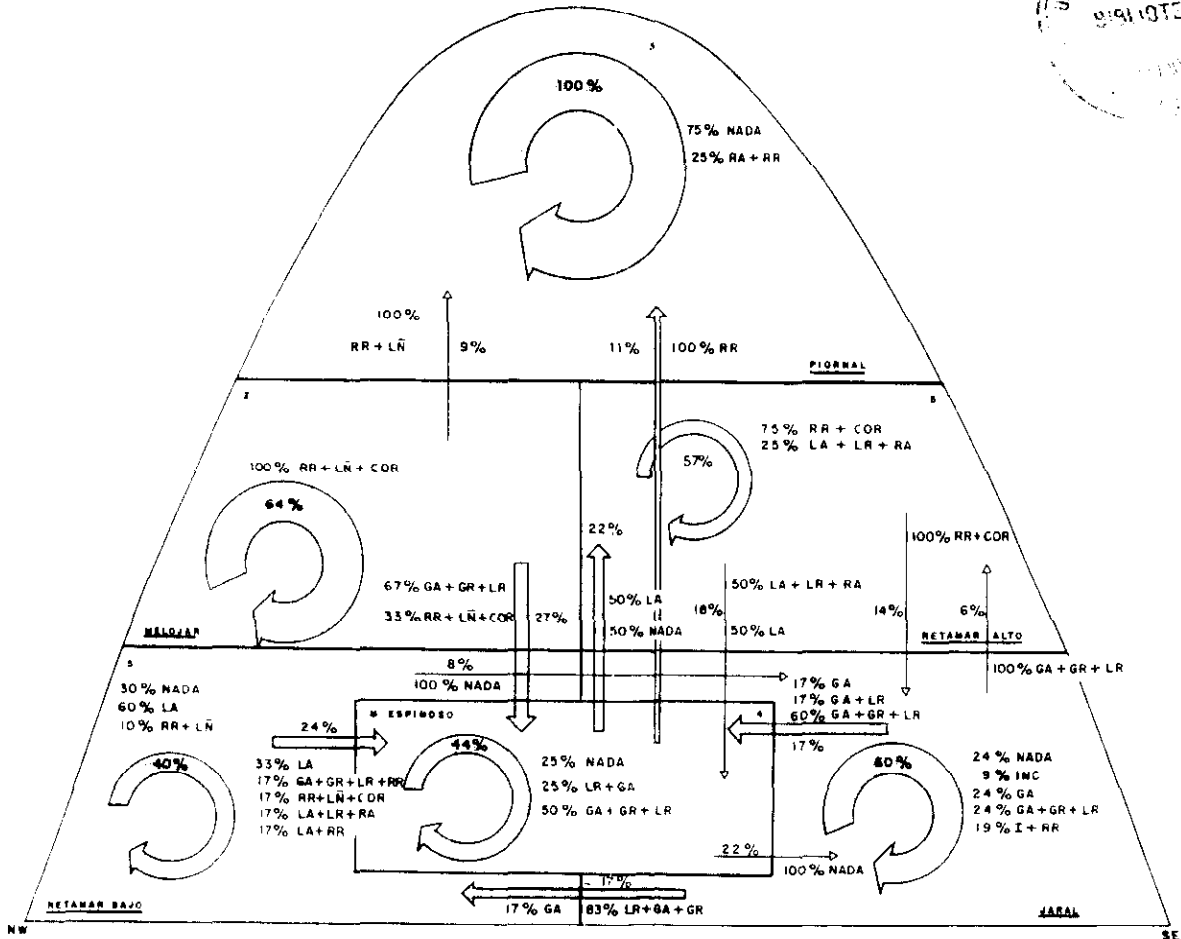 BIBLIOTE
5
100%
75% NADA
25% RA + RR
100%
RR + LÑ
9%
11%
100% RR
PIORNAL
75% RR + COR
25% LA + LR + RA
57%
100% RR + LÑ + COR
64%
22%
100% RR+COR
67% GA + GR + LR
33% RR + LÑ + COR
27%
50% LA
50% NADA
50% LA + LR + RA
18%
50% LA
14%
6%
MELOJAR
RETAMAR ALTO
100% GA + GR + LR
30% NADA
60% LA
10% RR + LÑ
8%
100% NADA
17% GA
17% GA + LR
60% GA + GR + LR
17%
M ESPINOSO
4
24%
40%
44%
33% LA
17% GA+GR+LR+RR
17% RR+LÑ+COR
17% LA+LR+RA
17% LA+RR
25% NADA
25% LR + GA
50% GA + GR + LR
60%
24% NADA
9% INC
24% GA
24% GA + GR + LR
19% I + RR
22%
100% NADA
17%
17% GA
83% LR+GA+GR
RETAMAR BAJO
JARAL
NW
SE